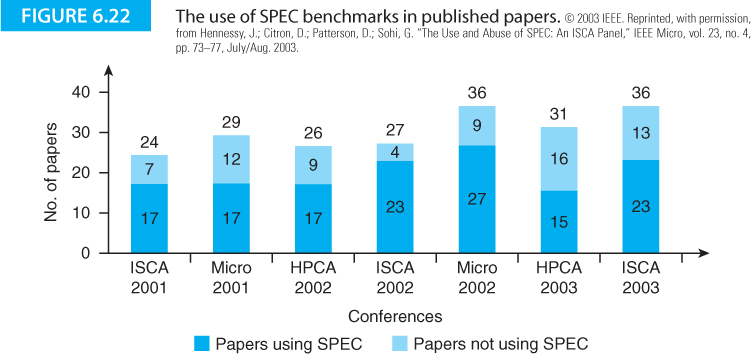 FIGURE 6.22
The use of SPEC benchmarks in published papers. © 2003 IEEE. Reprinted, with permission,
from Hennessy, J.; Citron, D.; Patterson, D.; Sohi, G. "The Use and Abuse of SPEC: An ISCA Panel," IEEE Micro, vol. 23, no. 4,
pp. 73–77, July/Aug. 2003.
No. of papers
40
30
20
10
0
24
7
17
29
12
17
26
9
17
27
4
23
36
9
27
31
16
15
36
13
23
ISCA
2001
Micro
2001
HPCA
2002
ISCA
2002
Micro
2002
HPCA
2003
ISCA
2003
Conferences
Papers using SPEC
Papers not using SPEC